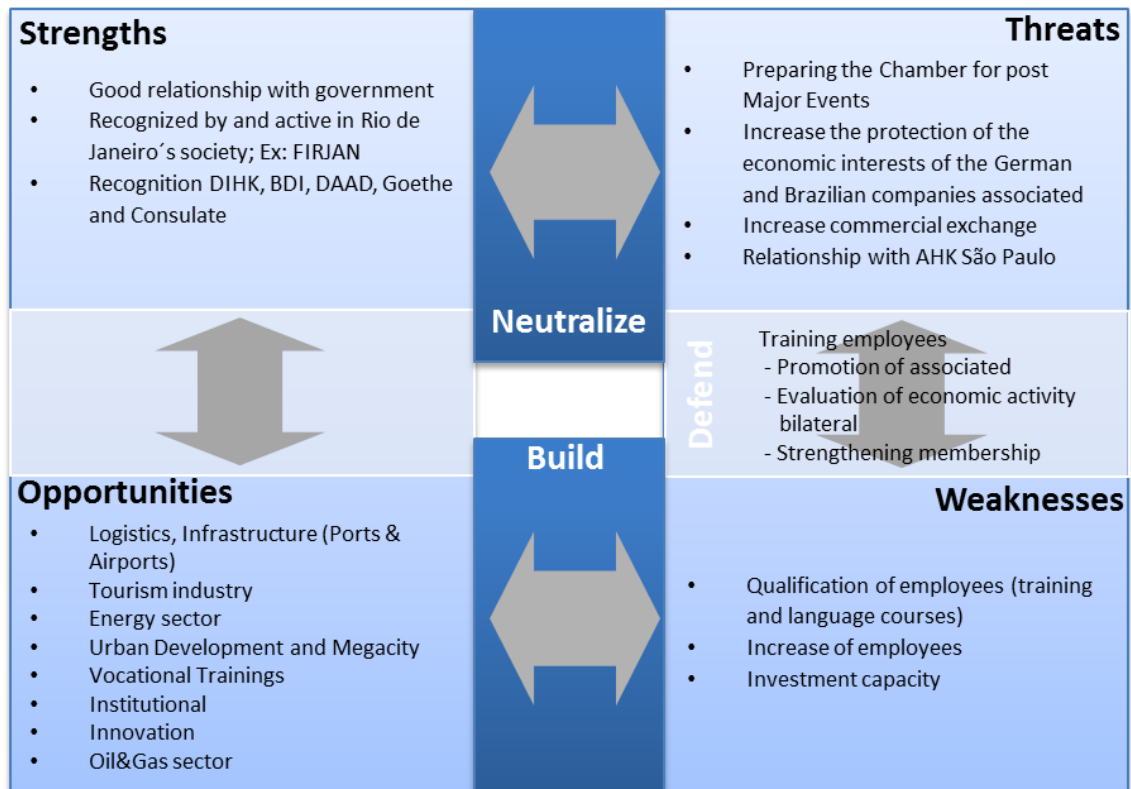 Strengths
• Good relationship with government
• Recognized by and active in Rio de
Janeiro´s society; Ex: FIRJAN
• Recognition DIHK, BDI, DAAD, Goethe
and Consulate
Threats
• Preparing the Chamber for post
Major Events
• Increase the protection of the
economic interests of the German
and Brazilian companies associated
• Increase commercial exchange
• Relationship with AHK São Paulo
Neutralize
Defend
Training employees
- Promotion of associated
- Evaluation of economic activity
bilateral
- Strengthening membership
Build
Opportunities
• Logistics, Infrastructure (Ports &
Airports)
• Tourism industry
• Energy sector
• Urban Development and Megacity
• Vocational Trainings
• Institutional
• Innovation
• Oil&Gas sector
Weaknesses
• Qualification of employees (training
and language courses)
• Increase of employees
• Investment capacity